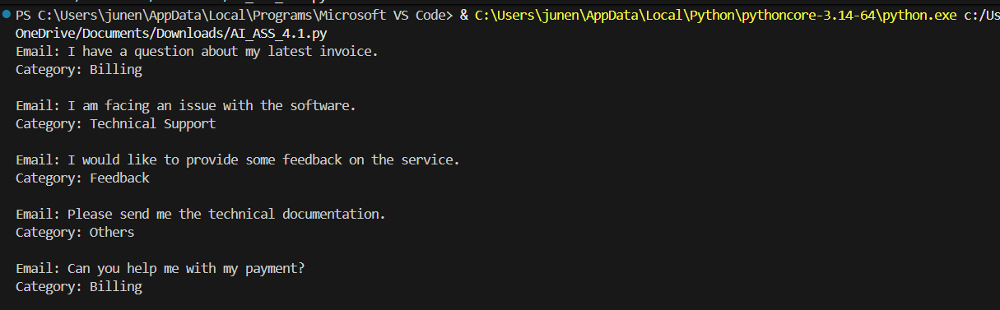 PS C:\Users\junen\AppData\Local\Programs\Microsoft VS Code> & C:\Users\junen\AppData\Local\Python\pythoncore-3.14-64\python.exe c:/Us
OneDrive/Documents/Downloads/AI_ASS_4.1.py
Email: I have a question about my latest invoice.
Category: Billing
Email: I am facing an issue with the software.
Category: Technical Support
Email: I would like to provide some feedback on the service.
Category: Feedback
Email: Please send me the technical documentation.
Category: Others
Email: Can you help me with my payment?
Category: Billing